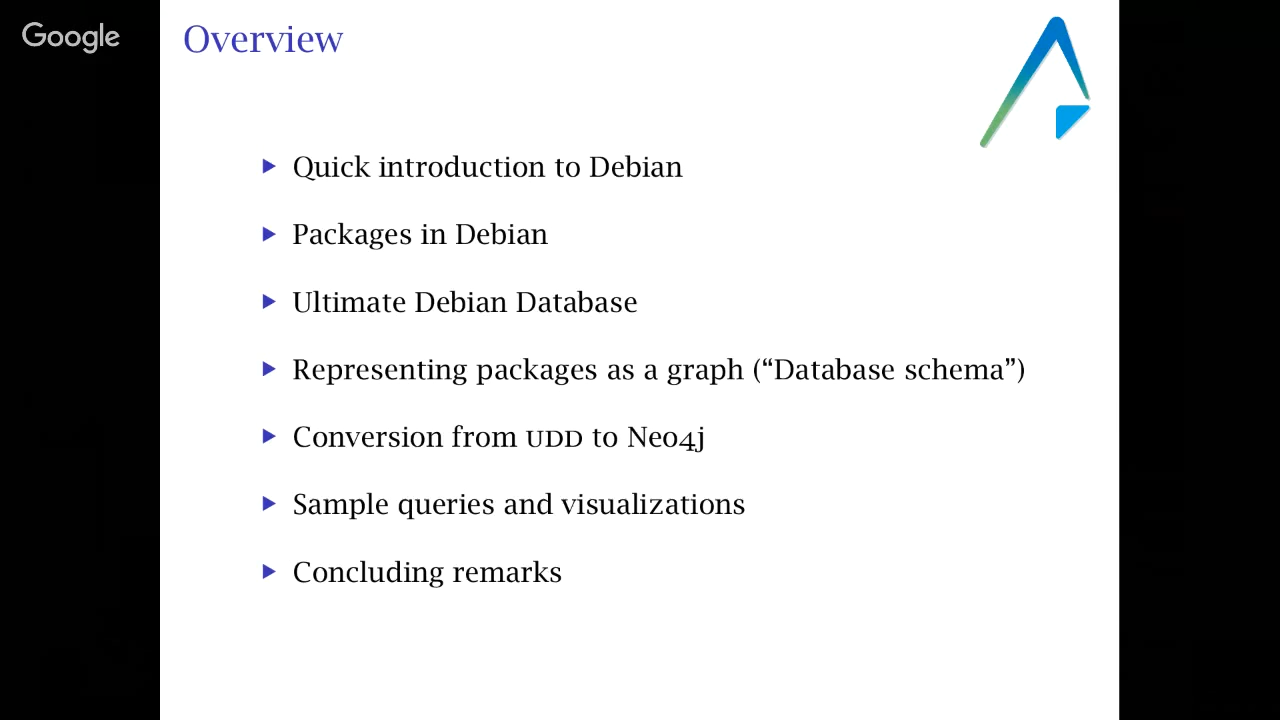 Google
Overview
Quick introduction to Debian
Packages in Debian
Ultimate Debian Database
Representing packages as a graph (“Database schema”)
Conversion from UDD to Neo4j
Sample queries and visualizations
Concluding remarks